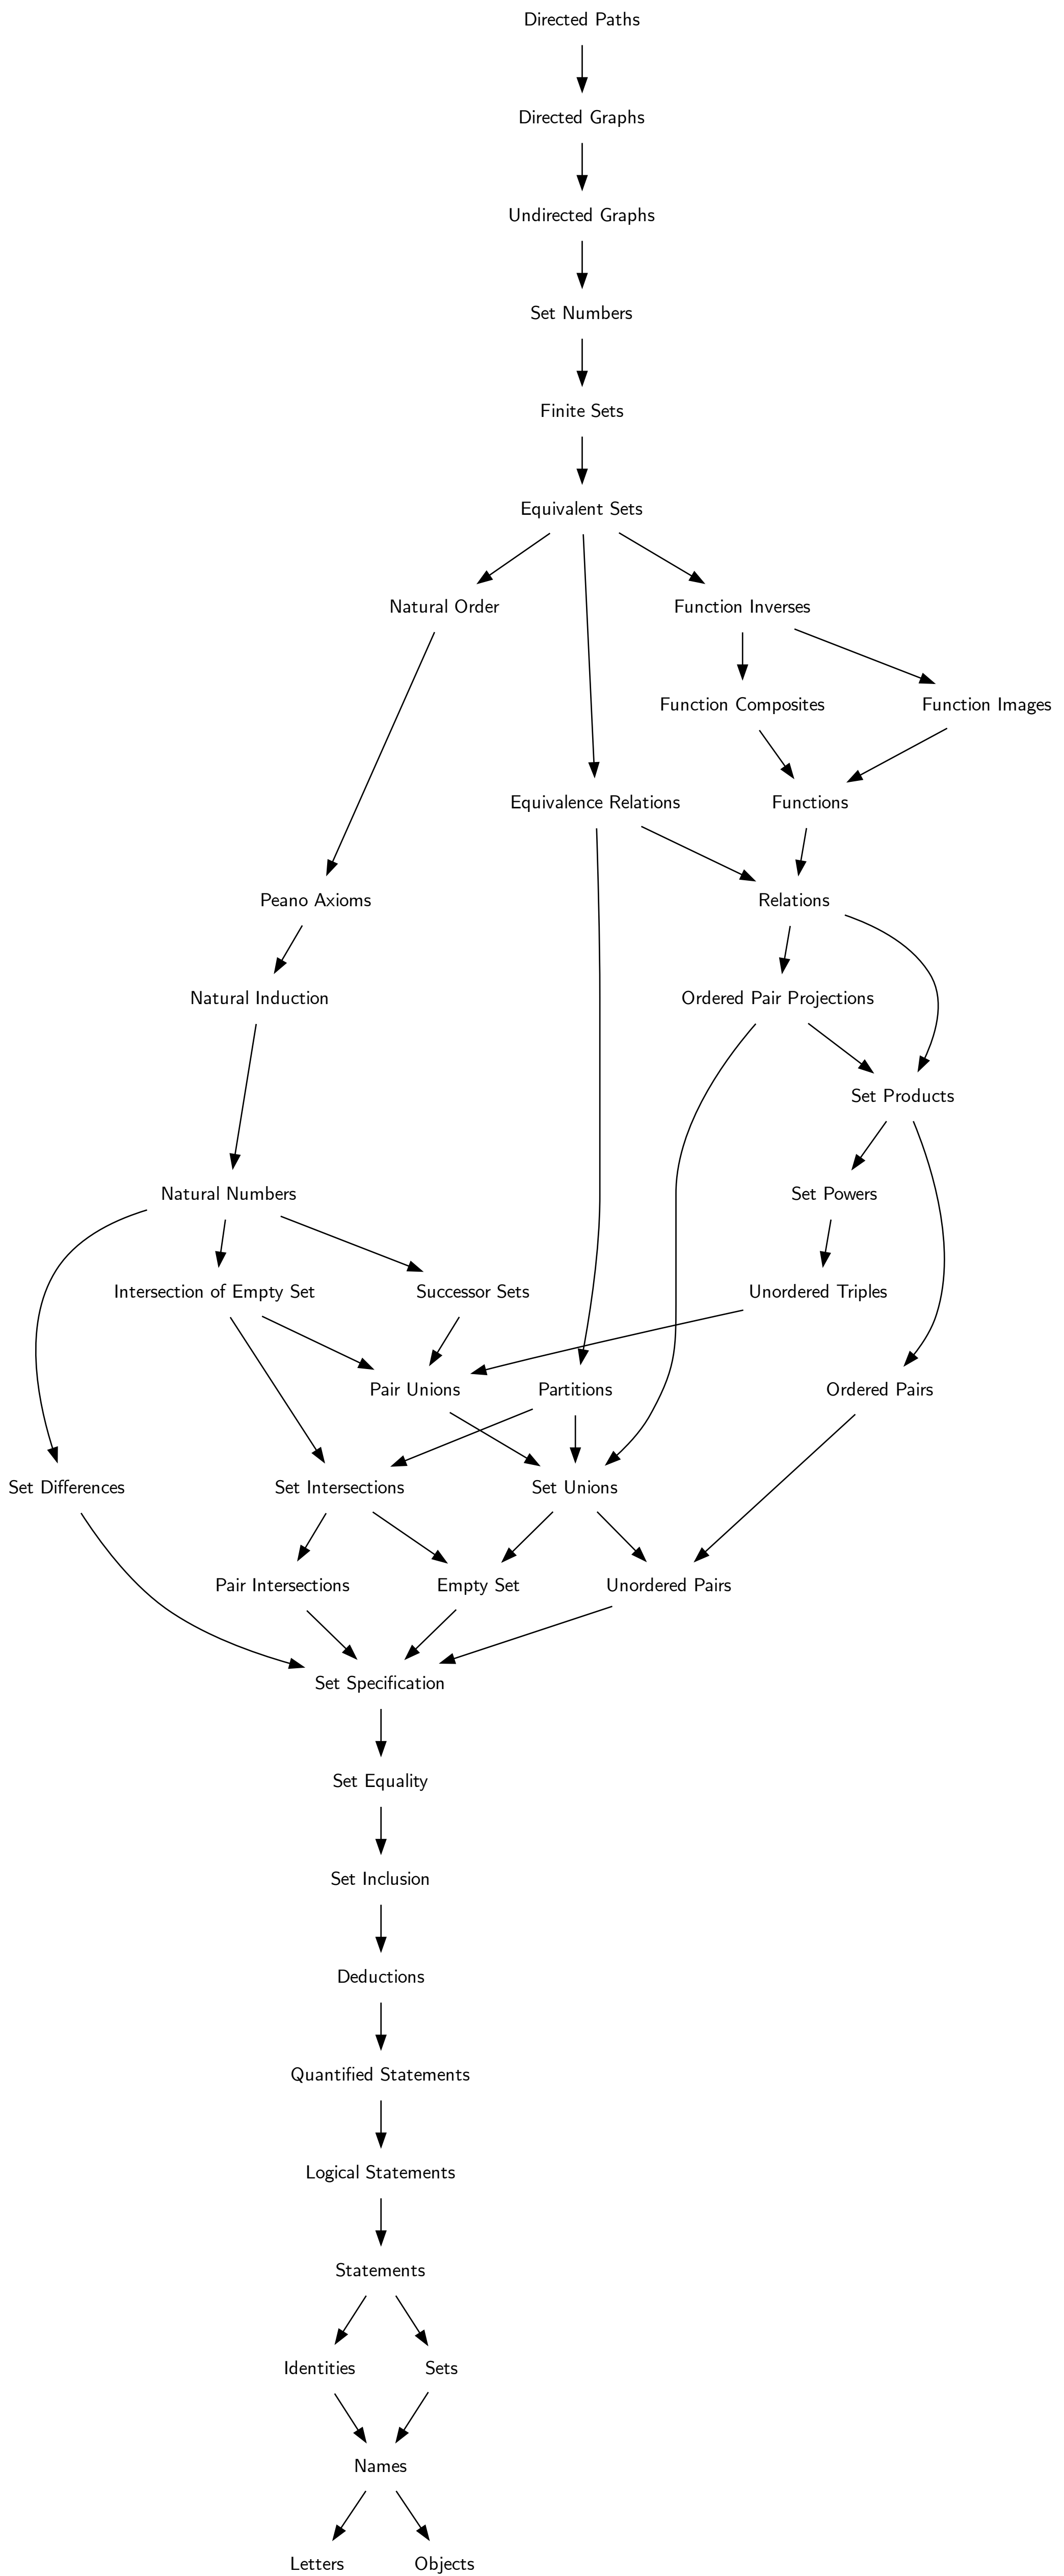 Directed Paths
Directed Graphs
Undirected Graphs
Set Numbers
Finite Sets
Equivalent Sets
Natural Order
Function Inverses
Function Composites
Function Images
Equivalence Relations
Functions
Peano Axioms
Relations
Natural Induction
Ordered Pair Projections
Set Products
Natural Numbers
Set Powers
Intersection of Empty Set
Successor Sets
Unordered Triples
Pair Unions
Partitions
Ordered Pairs
Set Differences
Set Intersections
Set Unions
Pair Intersections
Empty Set
Unordered Pairs
Set Specification
Set Equality
Set Inclusion
Deductions
Quantified Statements
Logical Statements
Statements
Identities
Sets
Names
Letters
Objects